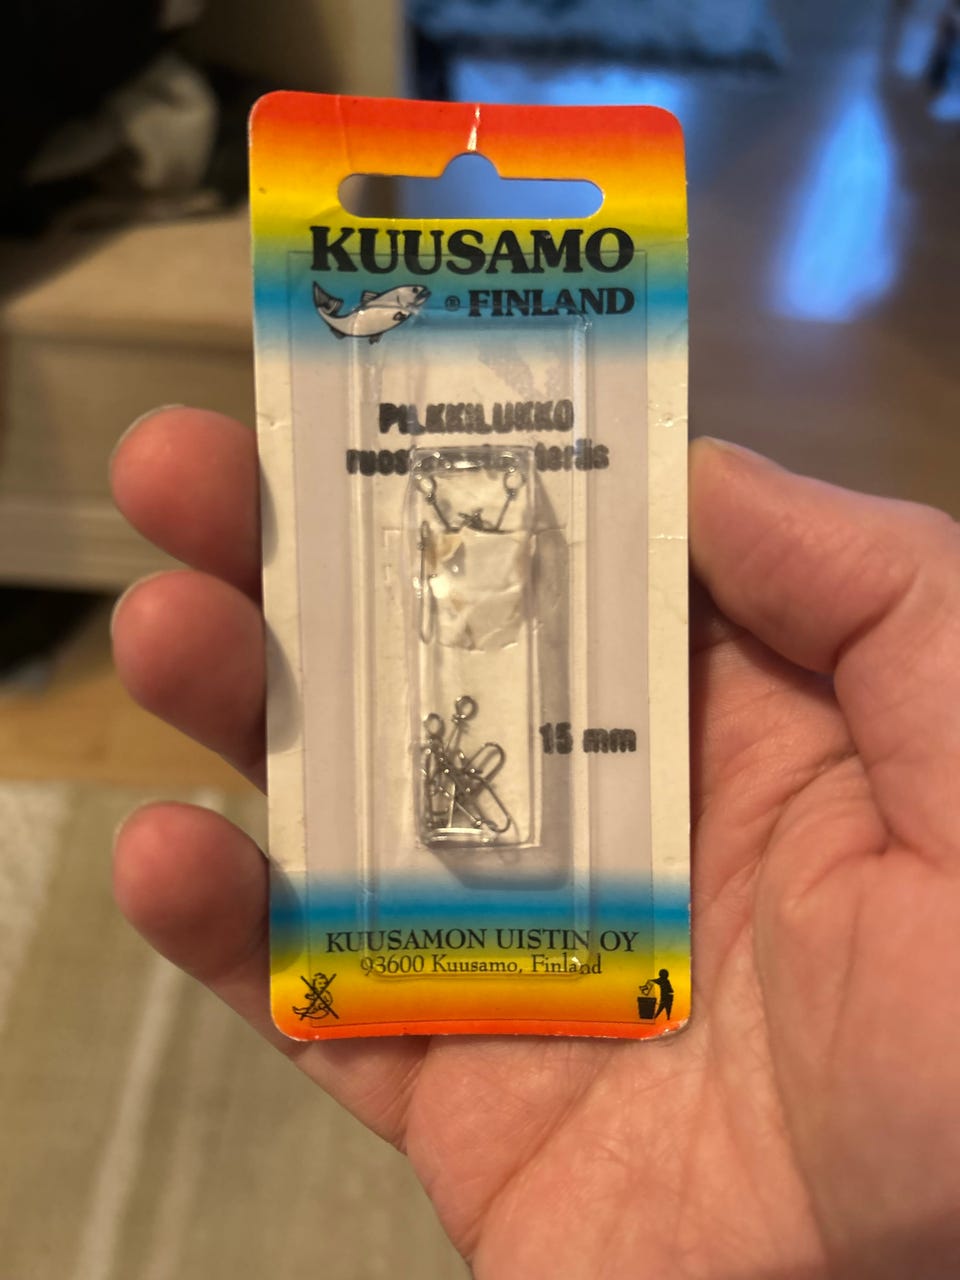 KUUSAMO
® FINLAND
PILKKILUKKO
15 mm
KUUSAMON UISTIN OY
93600 Kuusamo, Finland